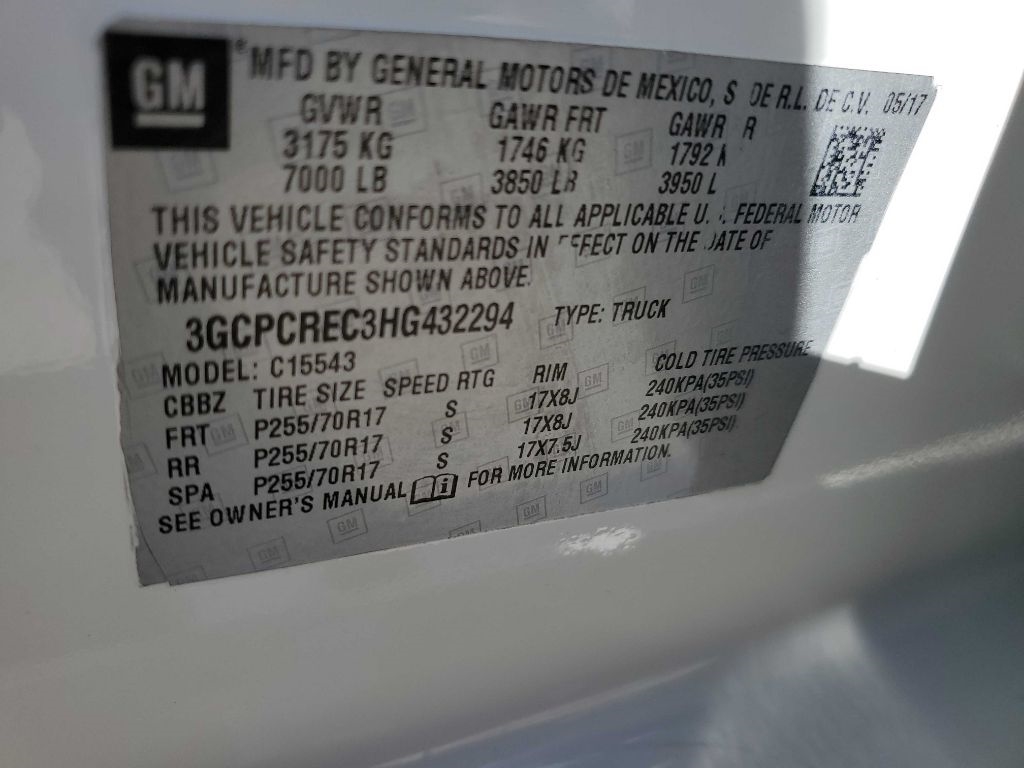 GM ® MFD BY GENERAL MOTORS DE MEXICO, S DE R.L. DE C.V. 05/17
GVWR GAWR FRT GAWR R
3175 KG 1746 KG 1792 K
7000 LB 3850 LB 3950 L
THIS VEHICLE CONFORMS TO ALL APPLICABLE U. FEDERAL MOTOR
VEHICLE SAFETY STANDARDS IN EFFECT ON THE DATE OF
MANUFACTURE SHOWN ABOVE.
3GCPCREC3HG432294 TYPE: TRUCK
MODEL: C15543
CBBZ TIRE SIZE SPEED RTG RIM COLD TIRE PRESSURE
FRT P255/70R17 S 17X8J 240KPA(35PSI)
RR P255/70R17 S 17X8J 240KPA(35PSI)
SPA P255/70R17 S 17X7.5J 240KPA(35PSI)
SEE OWNER'S MANUAL i FOR MORE INFORMATION.